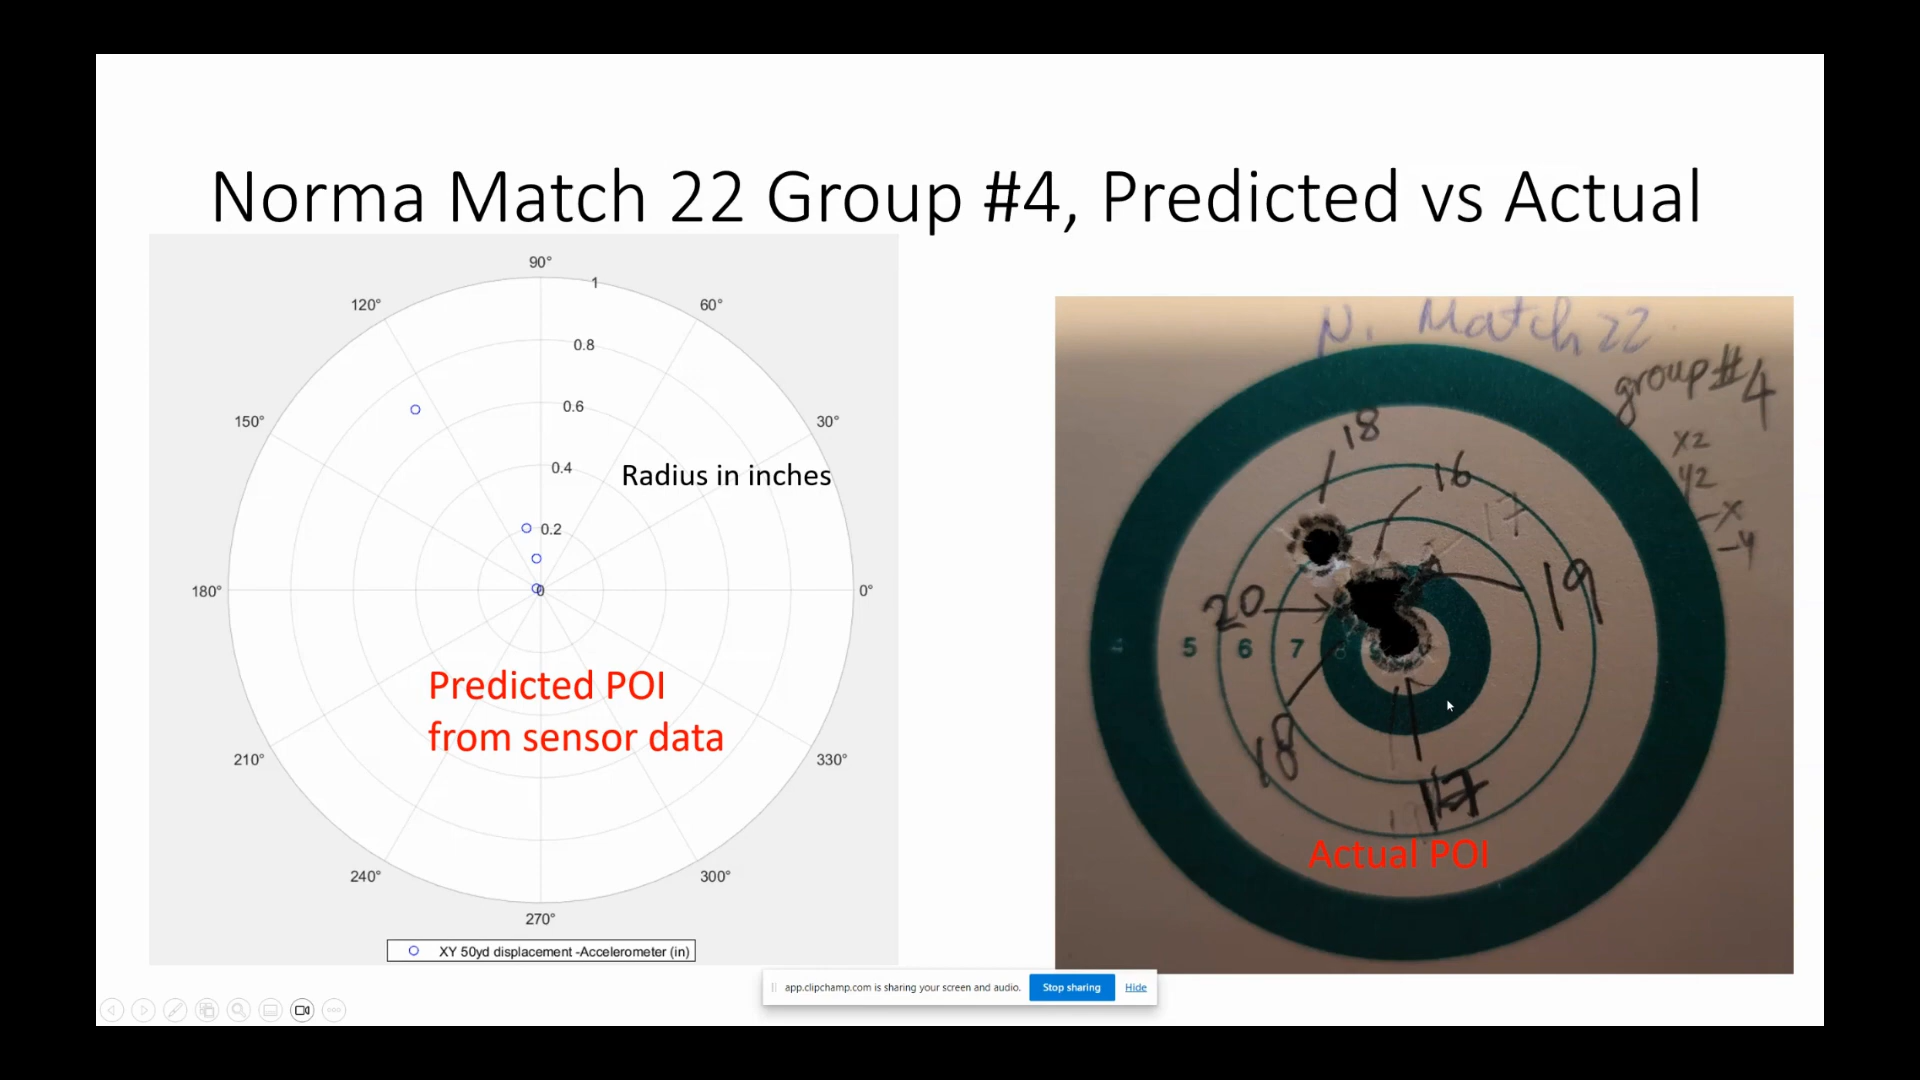 Norma Match 22 Group #4, Predicted vs Actual
90°
120°
60°
1
0.8
150°
30°
0.6
0.4
Radius in inches
0.2
180°
0
0°
Predicted POI
from sensor data
210°
330°
240°
300°
270°
XY 50yd displacement -Accelerometer (in)
N. Match 22
group #4
x2
y2
-x
-y
18
16
17
19
20
5 6 7 8
18
17
Actual POI
app.clipchamp.com is sharing your screen and audio. Stop sharing Hide